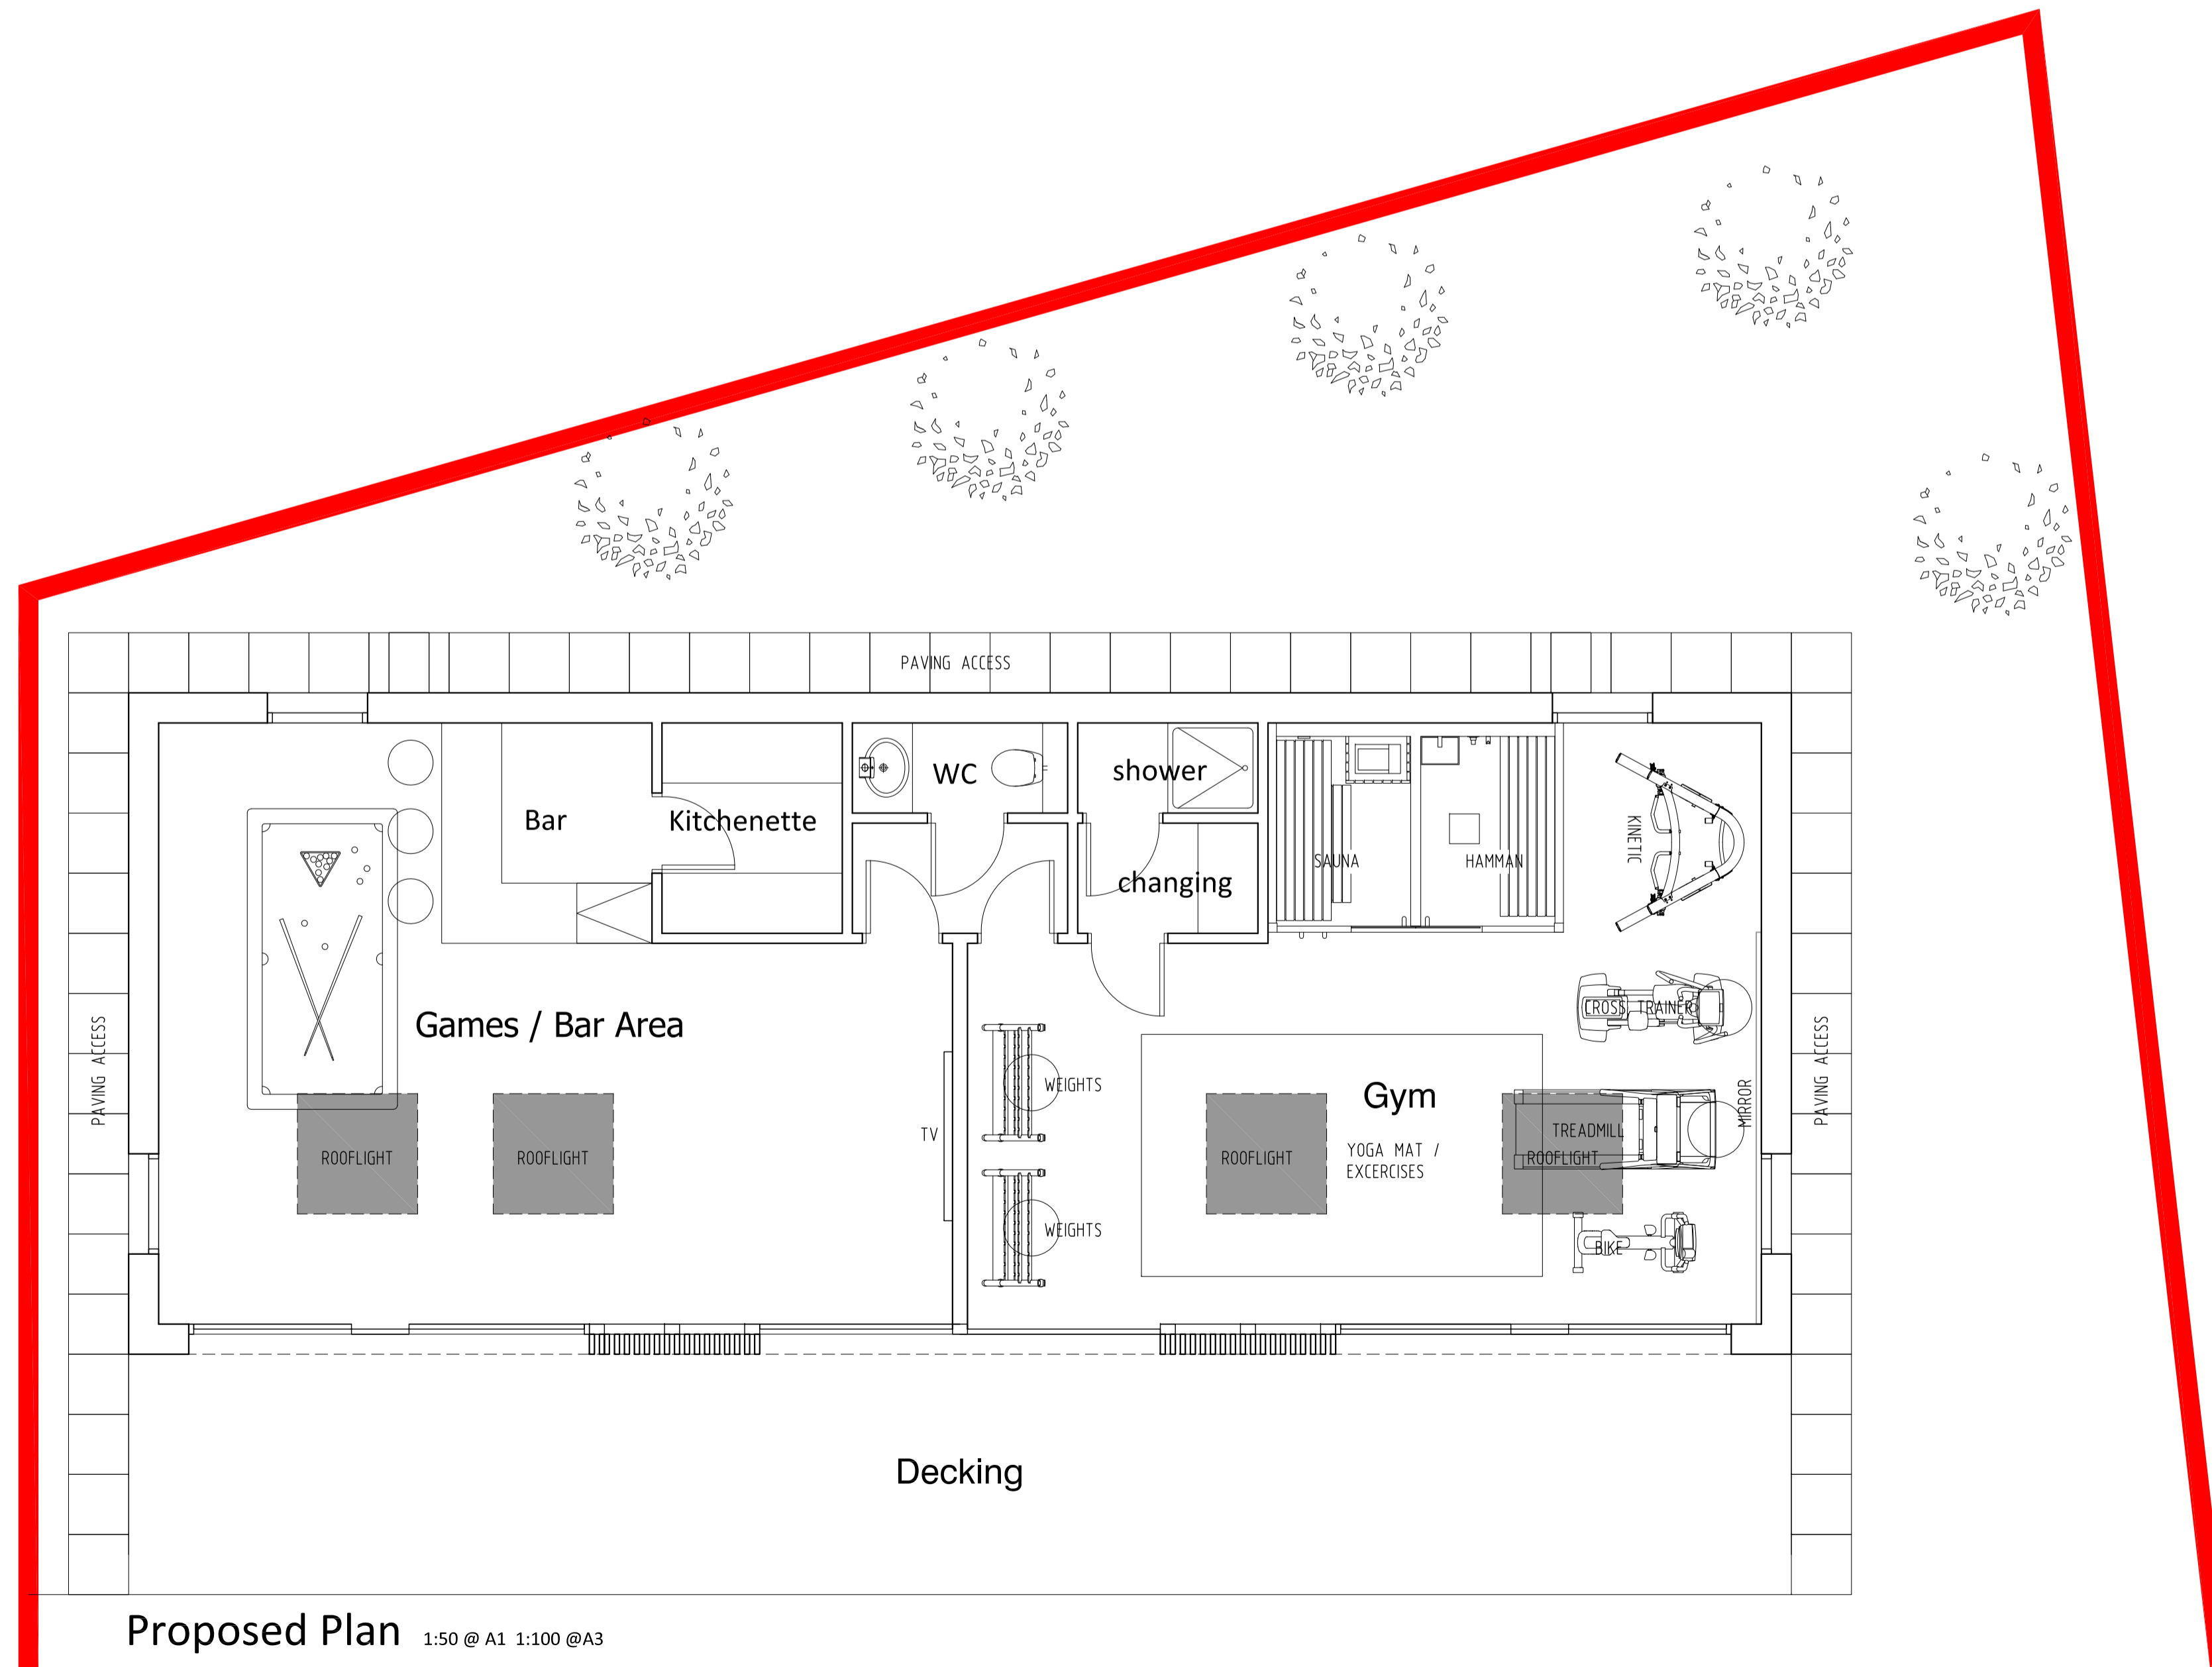 PAVING ACCESS
WC
shower
Bar
Kitchenette
SAUNA
HAMMAN
KINETIC
changing
CROSS TRAINER
Games / Bar Area
PAVING ACCESS
PAVING ACCESS
WEIGHTS
Gym
MIRROR
TV
TREADMILL
YOGA MAT /
EXCERCISES
ROOFLIGHT
ROOFLIGHT
ROOFLIGHT
ROOFLIGHT
WEIGHTS
BIKE
Decking
Proposed Plan 1:50 @ A1 1:100 @A3